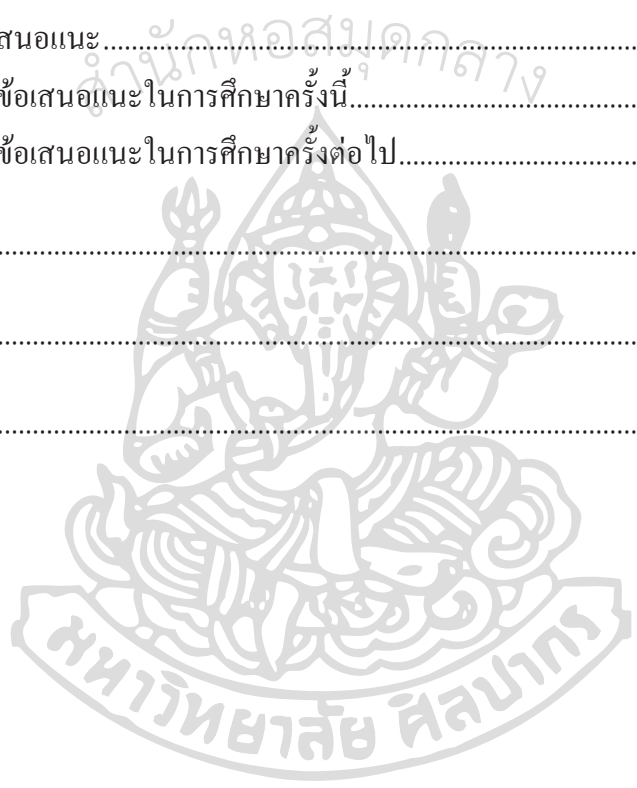 สนอแนะ........................................................................
สำนักหอสมุดกลาง
ข้อเสนอแนะในการศึกษาครั้งนี้........................................
ข้อเสนอแนะในการศึกษาครั้งต่อไป.................................
........................................................................................
........................................................................................
........................................................................................
มหาวิทยาลัย ศิลปากร